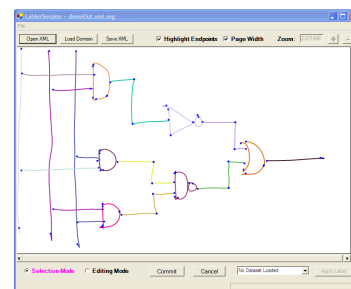 LablerSession - demoOut.xml.seg
File
Open XML Load Domain Save XML Highlight Endpoints Page Width Zoom:
Selection Mode Editing Mode Commit Cancel No Dataset Loaded Apply Label